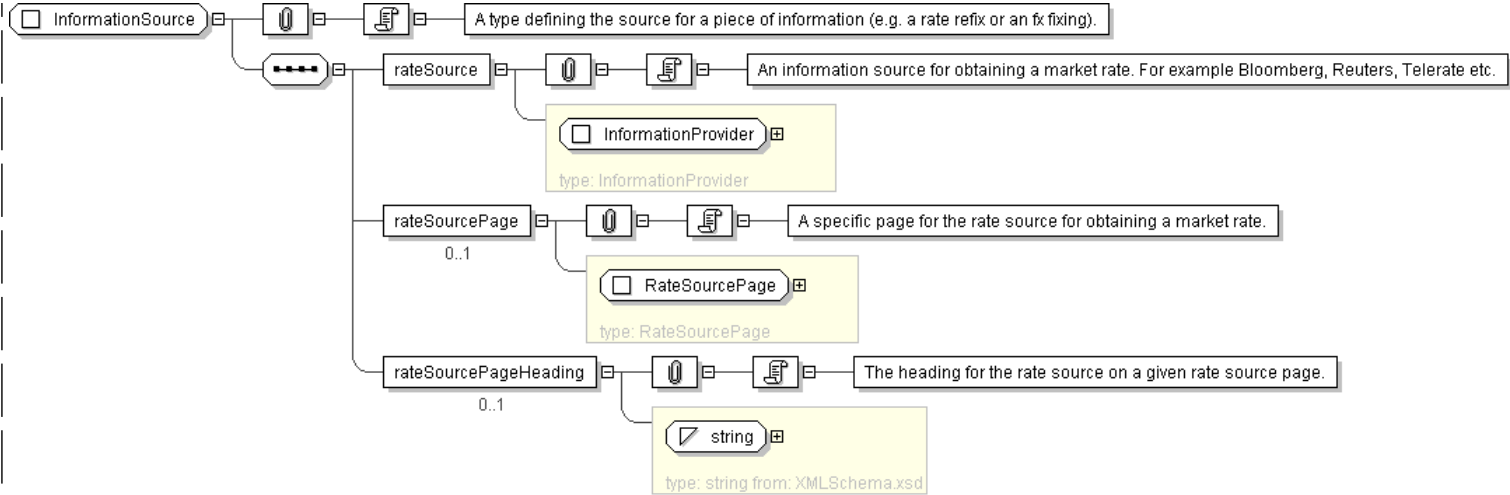 InformationSource
A type defining the source for a piece of information (e.g. a rate refix or an fx fixing).
rateSource
An information source for obtaining a market rate. For example Bloomberg, Reuters, Telerate etc.
InformationProvider
type: InformationProvider
rateSourcePage
A specific page for the rate source for obtaining a market rate.
0..1
RateSourcePage
type: RateSourcePage
rateSourcePageHeading
The heading for the rate source on a given rate source page.
0..1
string
type: string from: XMLSchema.xsd